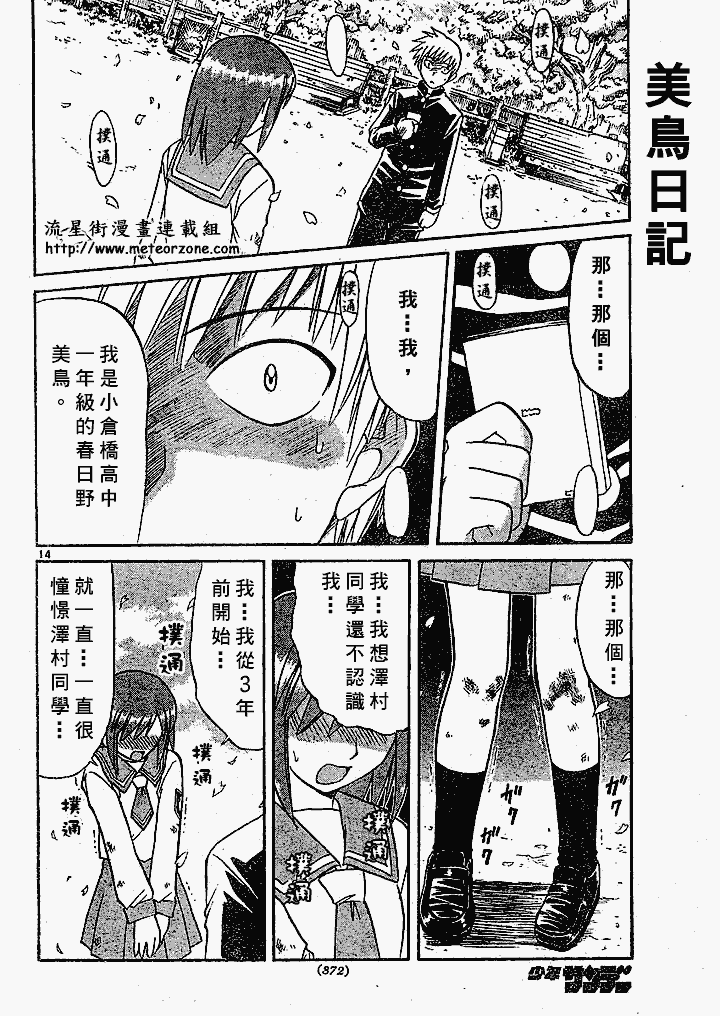 美鳥日記
撲通
撲通
撲通
流星街漫畫連載組
http://www.meteorzone.com
那…那個…
撲通
我…我，
撲通
我是小倉橋高中
一年級的春日野
美鳥。
14
那…那個…
ガク
ガク
我…我想澤村
同學還不認識
我…
撲通
撲通
我…我從3年
前開始…
就一直…一直很
憧憬澤村同學…
撲通
撲通
撲通
(372)